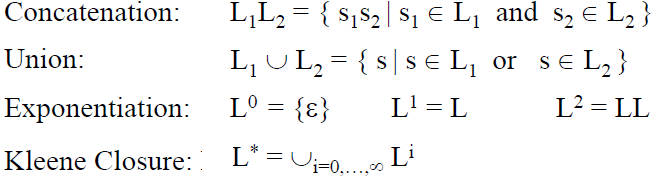 Concatenation: L₁L₂ = { s₁s₂ | s₁ ∈ L₁ and s₂ ∈ L₂ }
Union: L₁ ∪ L₂ = { s | s ∈ L₁ or s ∈ L₂ }
Exponentiation: L⁰ = {ε} L¹ = L L² = LL
Kleene Closure: L* = ∪ᵢ₌₀,...,∞ Lⁱ